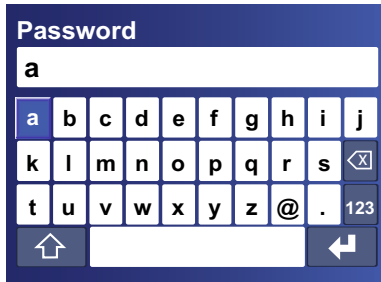 Password
a
a b c d e f g h i j
k l m n o p q r s
t u v w x y z @ . 123